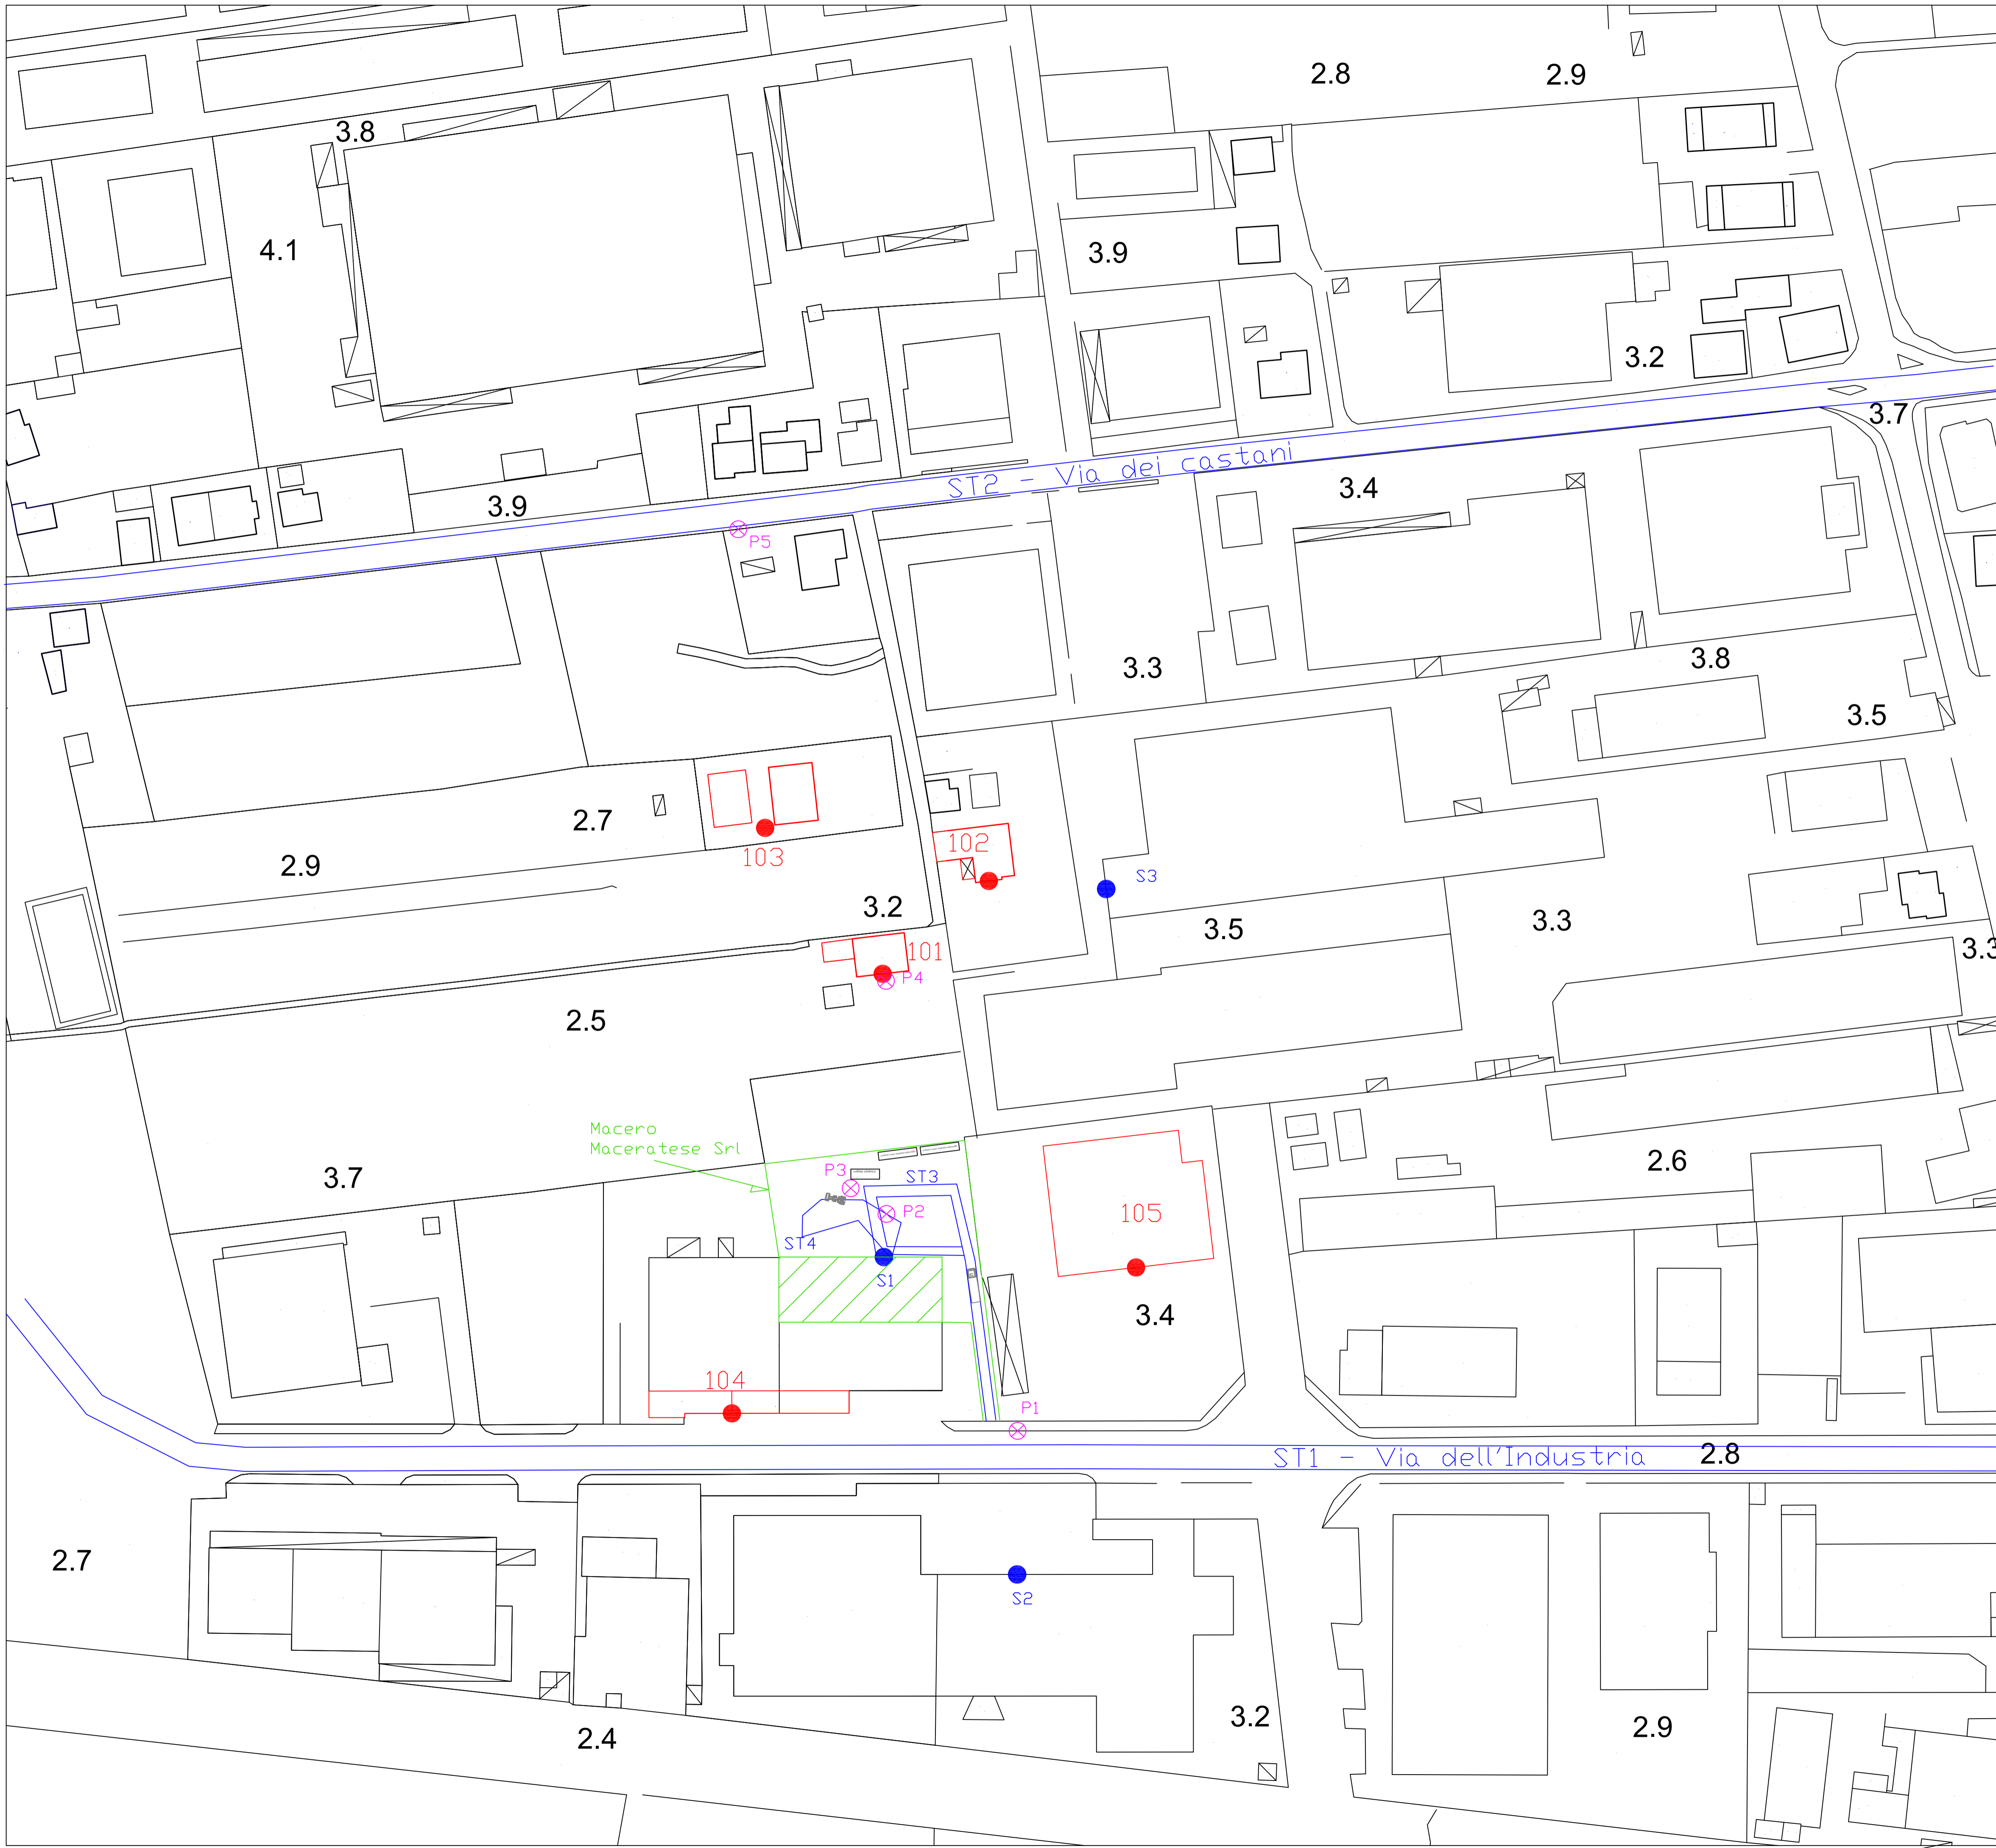 2.8
2.9
3.8
4.1
3.9
3.2
3.7
ST2 - Via dei castani
3.4
3.9
P5
3.3
3.8
3.5
2.7
102
103
2.9
S3
3.2
3.5
3.3
3.3
101
P4
2.5
Macero
Maceratese Srl
2.6
P3
ST3
3.7
P2
105
ST4
S1
3.4
104
P1
ST1 - Via dell'Industria
2.8
2.7
S2
3.2
2.9
2.4